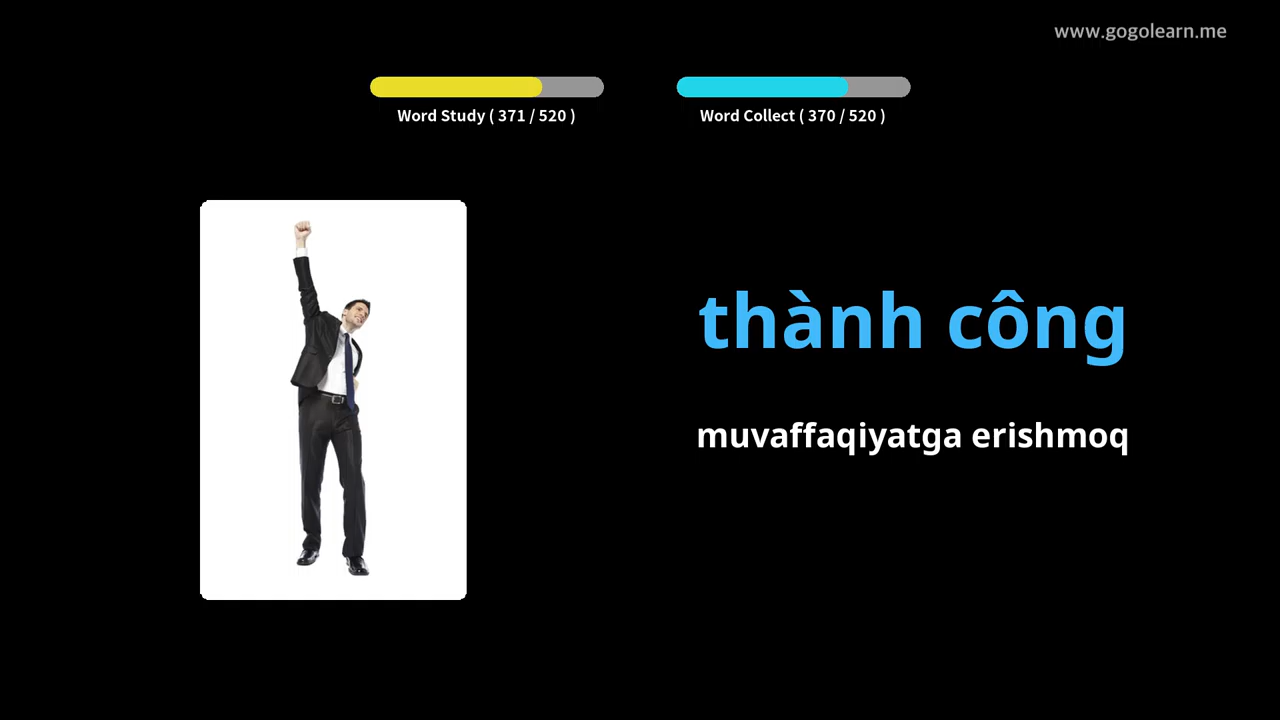 www.gogolearn.me
Word Study ( 371 / 520 )
Word Collect ( 370 / 520 )
thành công
muvaffaqiyatga erishmoq